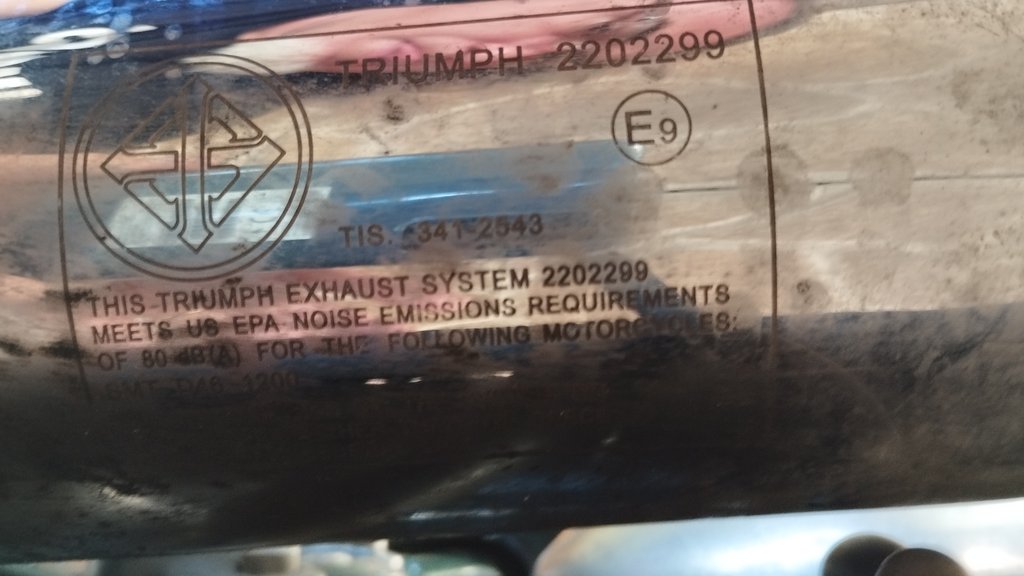 TRIUMPH 2202299
E9
TIS. 341-2543
THIS TRIUMPH EXHAUST SYSTEM 2202299
MEETS US EPA NOISE EMISSIONS REQUIREMENTS
OF 80 dB(A) FOR THE FOLLOWING MOTORCYCLES: